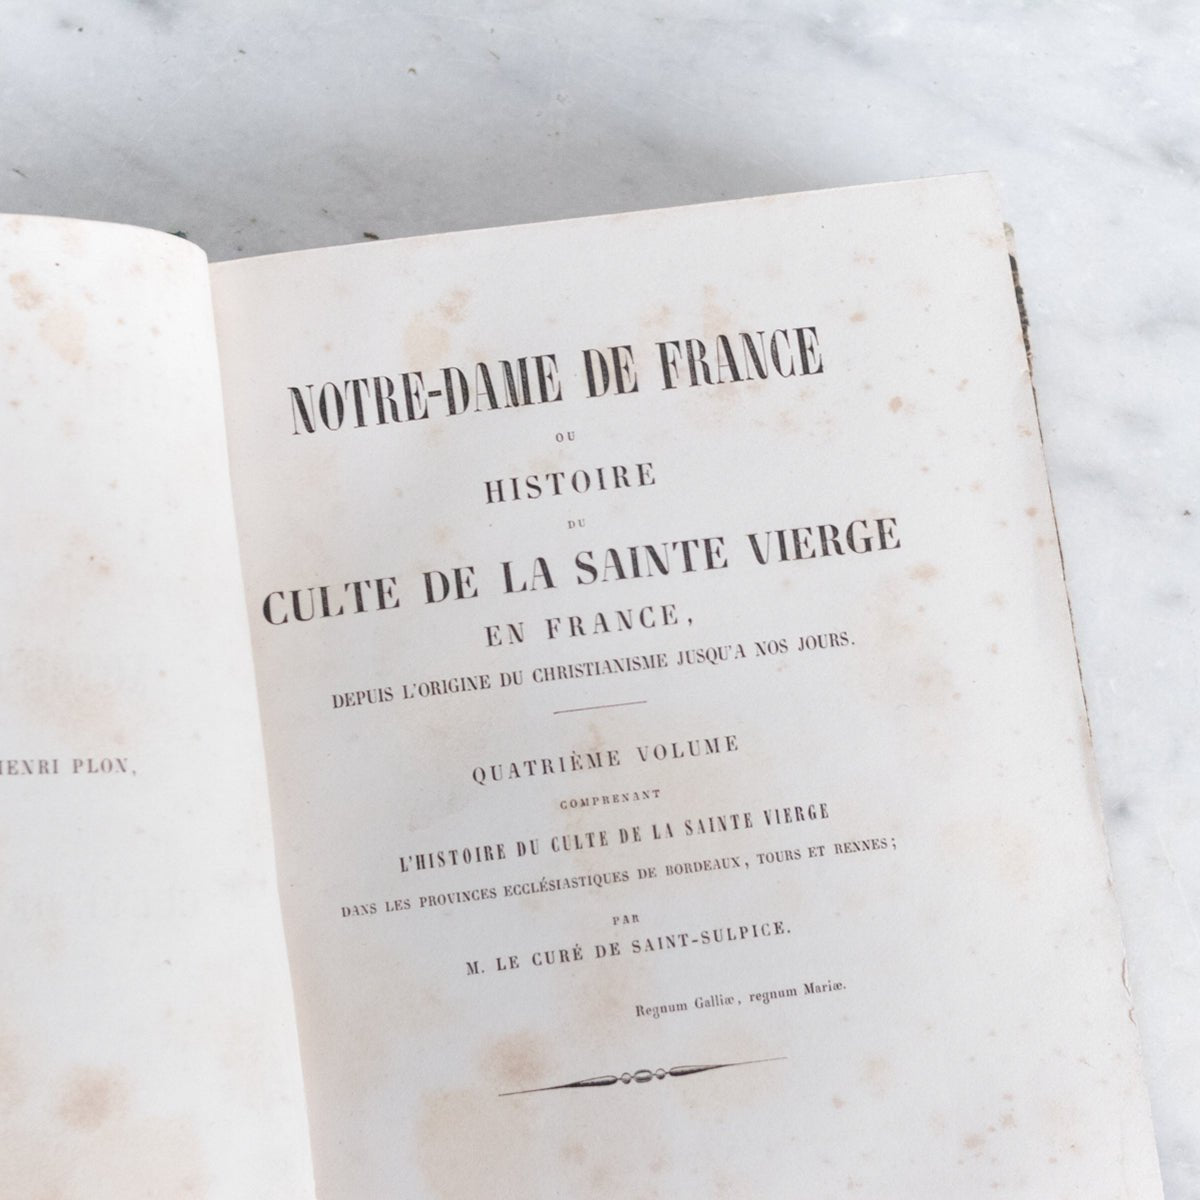 HENRI PLON,
NOTRE-DAME DE FRANCE
OU
HISTOIRE
DU
CULTE DE LA SAINTE VIERGE
EN FRANCE,
DEPUIS L'ORIGINE DU CHRISTIANISME JUSQU'A NOS JOURS.
QUATRIÈME VOLUME
COMPRENANT
L'HISTOIRE DU CULTE DE LA SAINTE VIERGE
DANS LES PROVINCES ECCLÉSIASTIQUES DE BORDEAUX, TOURS ET RENNES;
PAR
M. LE CURÉ DE SAINT-SULPICE.
Regnum Galliæ, regnum Mariæ.